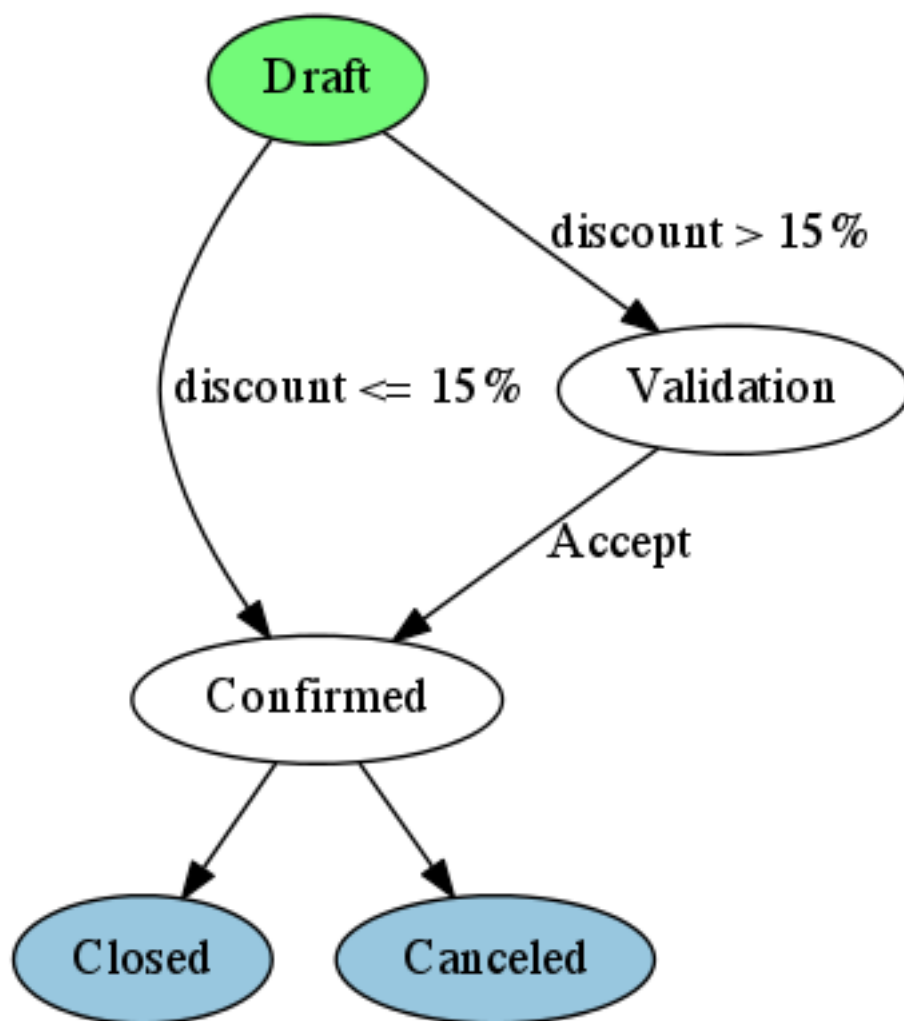 Draft
discount > 15%
discount <= 15%
Validation
Accept
Confirmed
Closed
Canceled